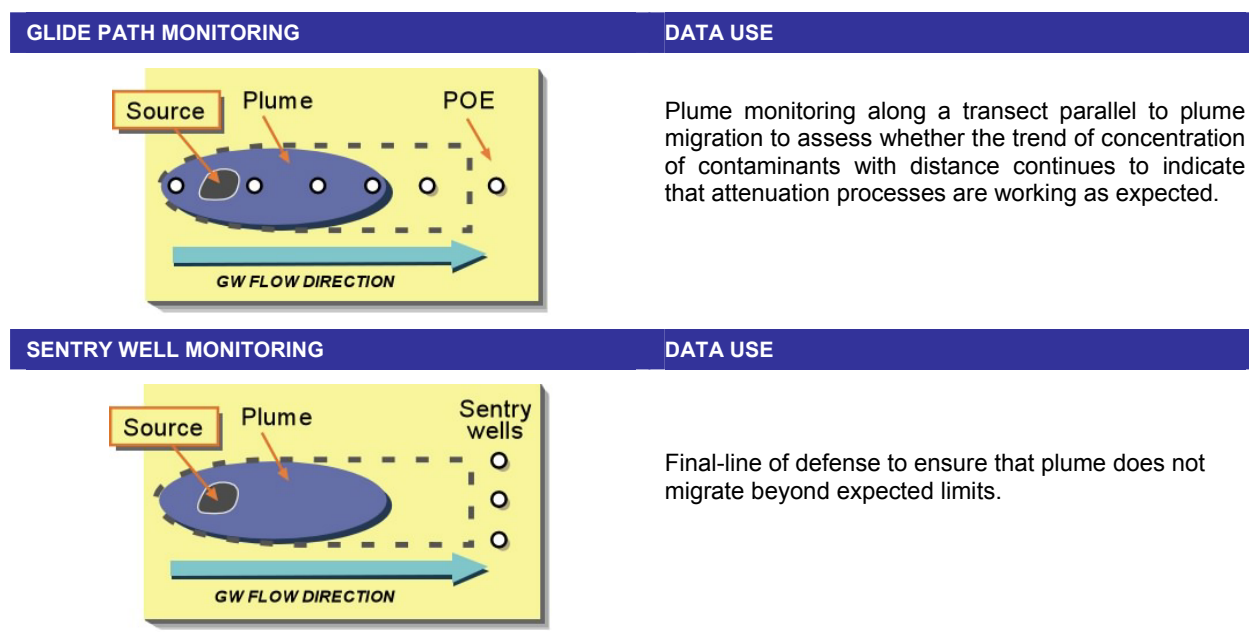 GLIDE PATH MONITORING
DATA USE
Source
Plume
POE
GW FLOW DIRECTION
Plume monitoring along a transect parallel to plume
migration to assess whether the trend of concentration
of contaminants with distance continues to indicate
that attenuation processes are working as expected.
SENTRY WELL MONITORING
DATA USE
Source
Plume
Sentry
wells
GW FLOW DIRECTION
Final-line of defense to ensure that plume does not
migrate beyond expected limits.